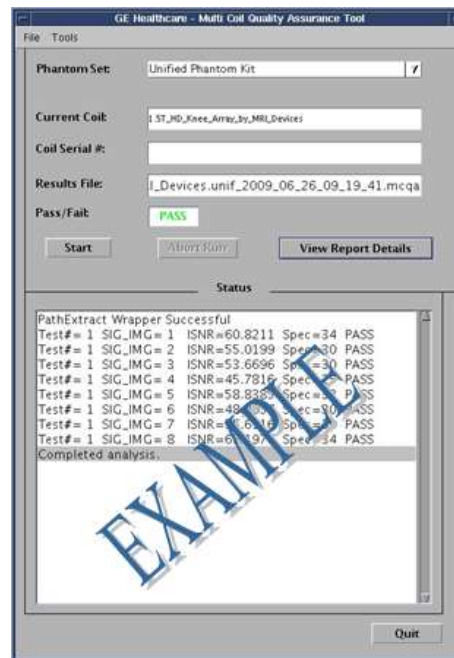 GE Healthcare - Multi Coil Quality Assurance Tool
File Tools
Phantom Set: Unified Phantom Kit
Current Coil: 1.5T_HD_Knee_Array_by_MRI_Devices
Coil Serial #:
Results File: l_Devices.unif_2009_06_26_09_19_41.mcqa
Pass/Fail: PASS
Start Abort Run View Report Details
Status
PathExtract Wrapper Successful
Test#= 1 SIG_IMG= 1 ISNR=60.8211 Spec=34 PASS
Test#= 1 SIG_IMG= 2 ISNR=55.0199 Spec=30 PASS
Test#= 1 SIG_IMG= 3 ISNR=53.6696 Spec=30 PASS
Test#= 1 SIG_IMG= 4 PASS
Test#= 1 SIG_IMG= 5 PASS
Test#= 1 SIG_IMG= 6 PASS
Test#= 1 SIG_IMG= 7 PASS
Test#= 1 SIG_IMG= 8 Spec=34 PASS
Completed analysis.
EXAMPLE
Quit